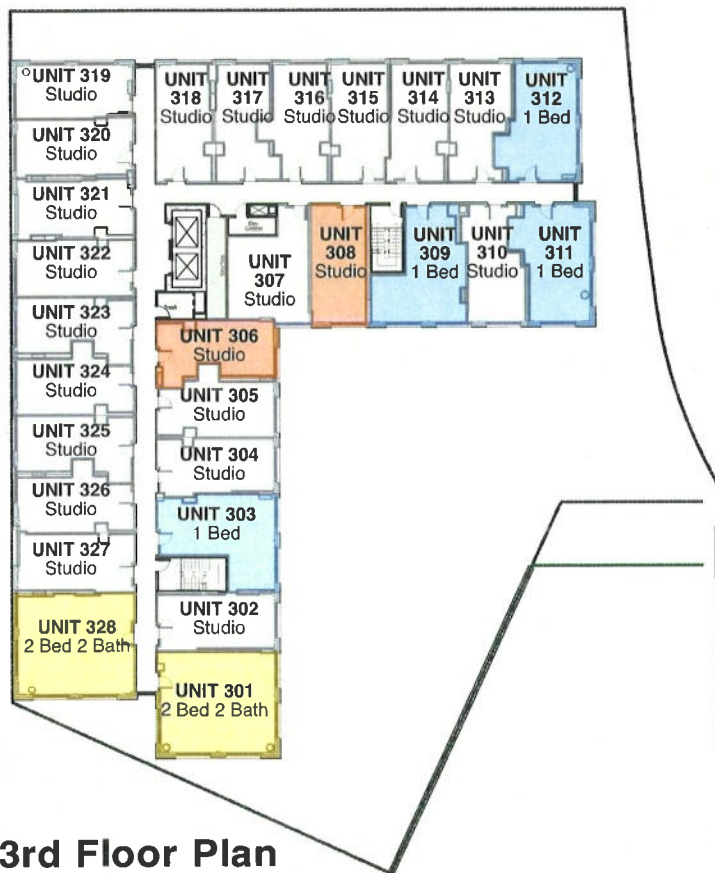 UNIT 319
Studio
UNIT 320
Studio
UNIT 321
Studio
UNIT 322
Studio
UNIT 323
Studio
UNIT 324
Studio
UNIT 325
Studio
UNIT 326
Studio
UNIT 327
Studio
UNIT 328
2 Bed 2 Bath
UNIT
318
Studio
UNIT
317
Studio
UNIT
316
Studio
UNIT
315
Studio
UNIT
314
Studio
UNIT
313
Studio
UNIT
312
1 Bed
UNIT
307
Studio
UNIT
308
Studio
UNIT
309
1 Bed
UNIT
310
Studio
UNIT
311
1 Bed
UNIT 306
Studio
UNIT 305
Studio
UNIT 304
Studio
UNIT 303
1 Bed
UNIT 302
Studio
UNIT 301
2 Bed 2 Bath
3rd Floor Plan